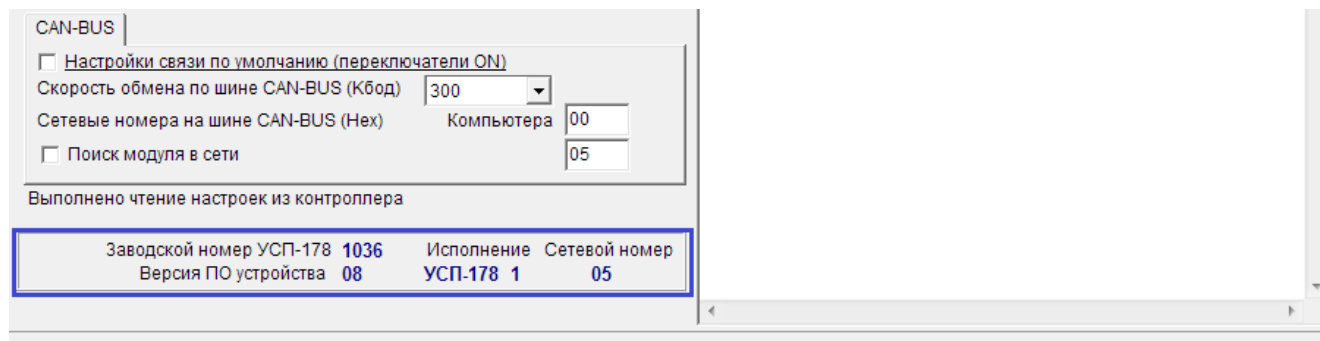 CAN-BUS
Настройки связи по умолчанию (переключатели ON)
Скорость обмена по шине CAN-BUS (Кбод) 300
Сетевые номера на шине CAN-BUS (Hex) Компьютера 00
Поиск модуля в сети 05
Выполнено чтение настроек из контроллера
Заводской номер УСП-178 1036 Исполнение Сетевой номер
Версия ПО устройства 08 УСП-178 1 05